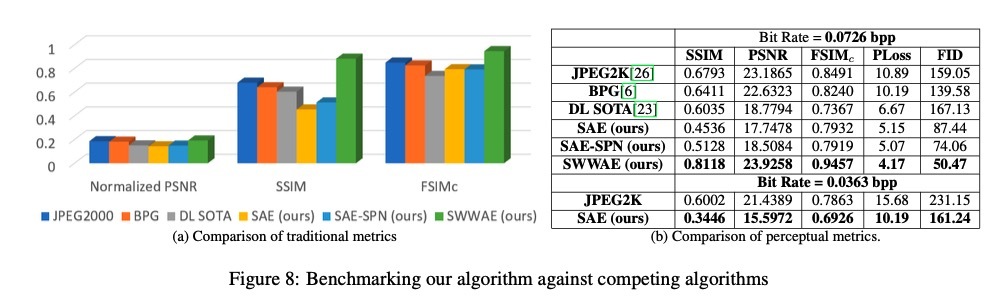 1
0.8
0.6
0.4
0.2
0
Normalized PSNR SSIM FSIMc
JPEG2000 BPG DL SOTA SAE (ours) SAE-SPN (ours) SWWAE (ours)
(a) Comparison of traditional metrics
Bit Rate = 0.0726 bpp
SSIM PSNR FSIMc PLoss FID
JPEG2K[26] 0.6793 23.1865 0.8491 10.89 159.05
BPG[6] 0.6411 22.6323 0.8240 10.19 139.58
DL SOTA[23] 0.6035 18.7794 0.7367 6.67 167.13
SAE (ours) 0.4536 17.7478 0.7932 5.15 87.44
SAE-SPN (ours) 0.5128 18.5084 0.7919 5.07 74.06
SWWAE (ours) 0.8118 23.9258 0.9457 4.17 50.47
Bit Rate = 0.0363 bpp
JPEG2K 0.6002 21.4389 0.7863 15.68 231.15
SAE (ours) 0.3446 15.5972 0.6926 10.19 161.24
(b) Comparison of perceptual metrics.
Figure 8: Benchmarking our algorithm against competing algorithms